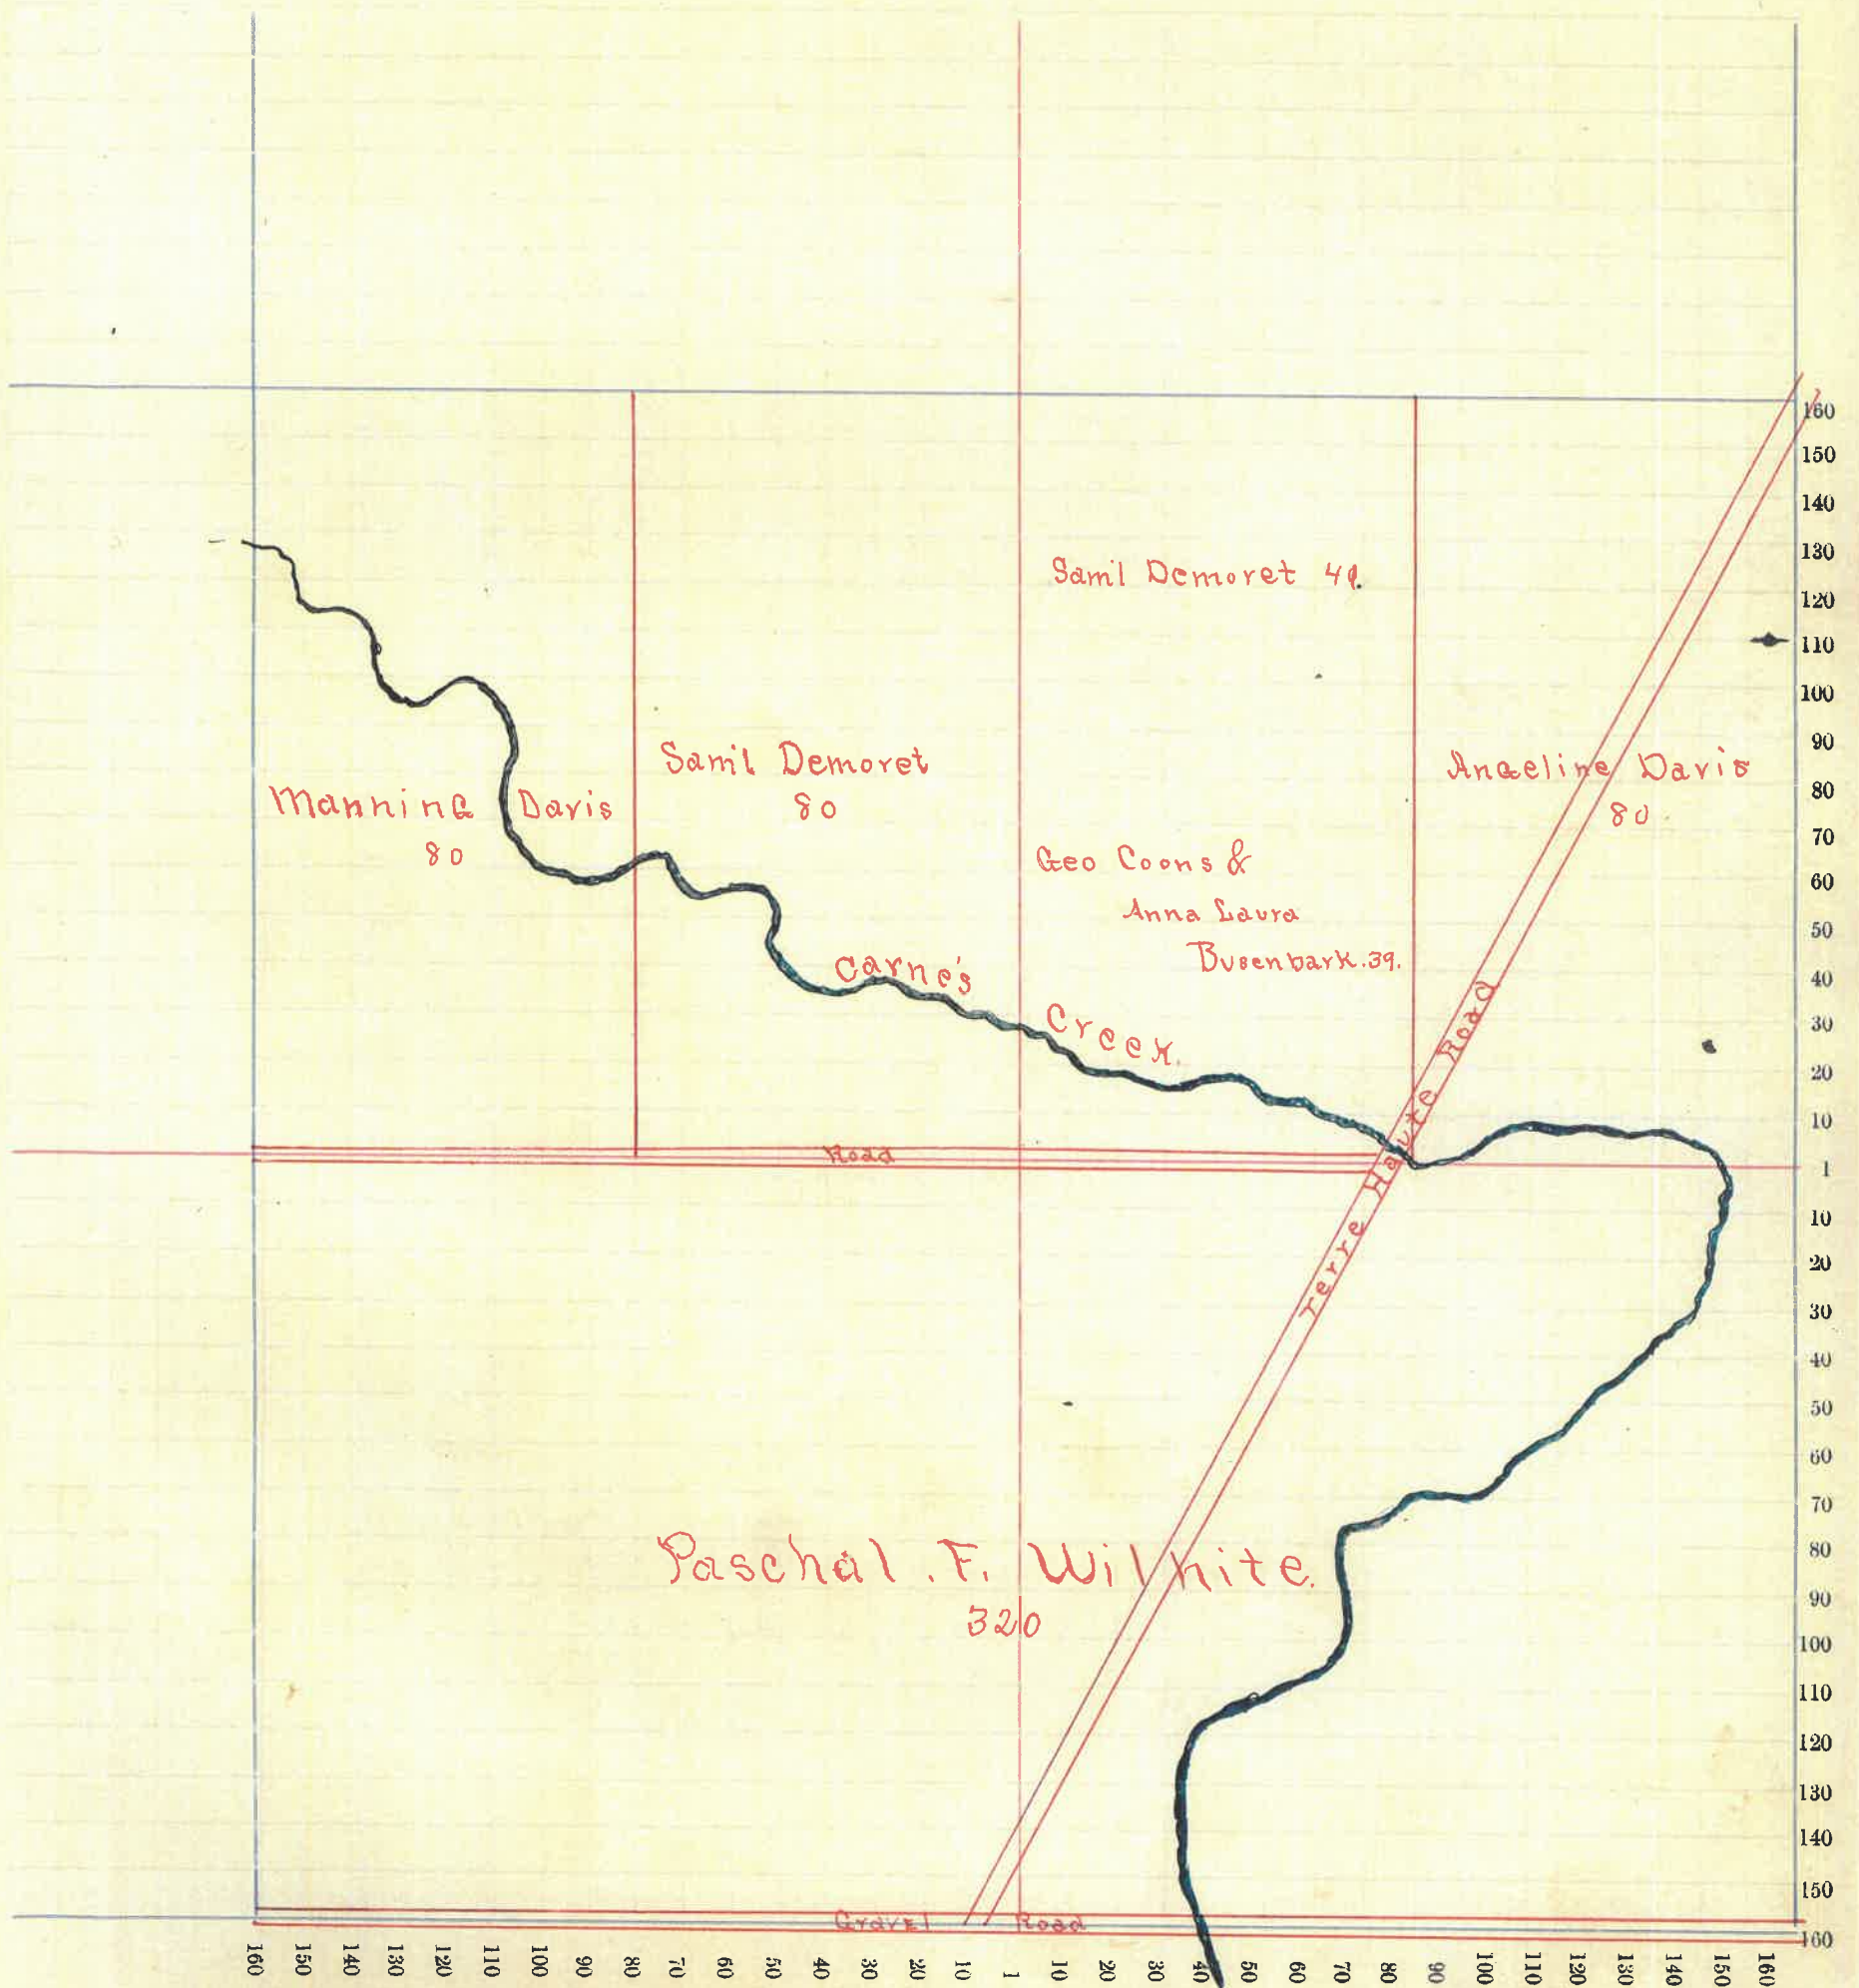 Sam'l Demoret 49.
Sam'l Demoret
80
Manning Davis
80
Angeline Davis
80
Geo Coons &
Anna Laura
Busenbark. 39.
Carne's Creek.
Terre Haute Road
Road
Paschal. F. Wilhite.
320
Gravel Road
160
150
140
130
120
110
100
90
80
70
60
50
40
30
20
10
1
10
20
30
40
50
60
70
80
90
100
110
120
130
140
150
160
160 150 140 130 120 110 100 90 80 70 60 50 40 30 20 10 1 10 20 30 40 50 60 70 80 90 100 110 120 130 140 150 160